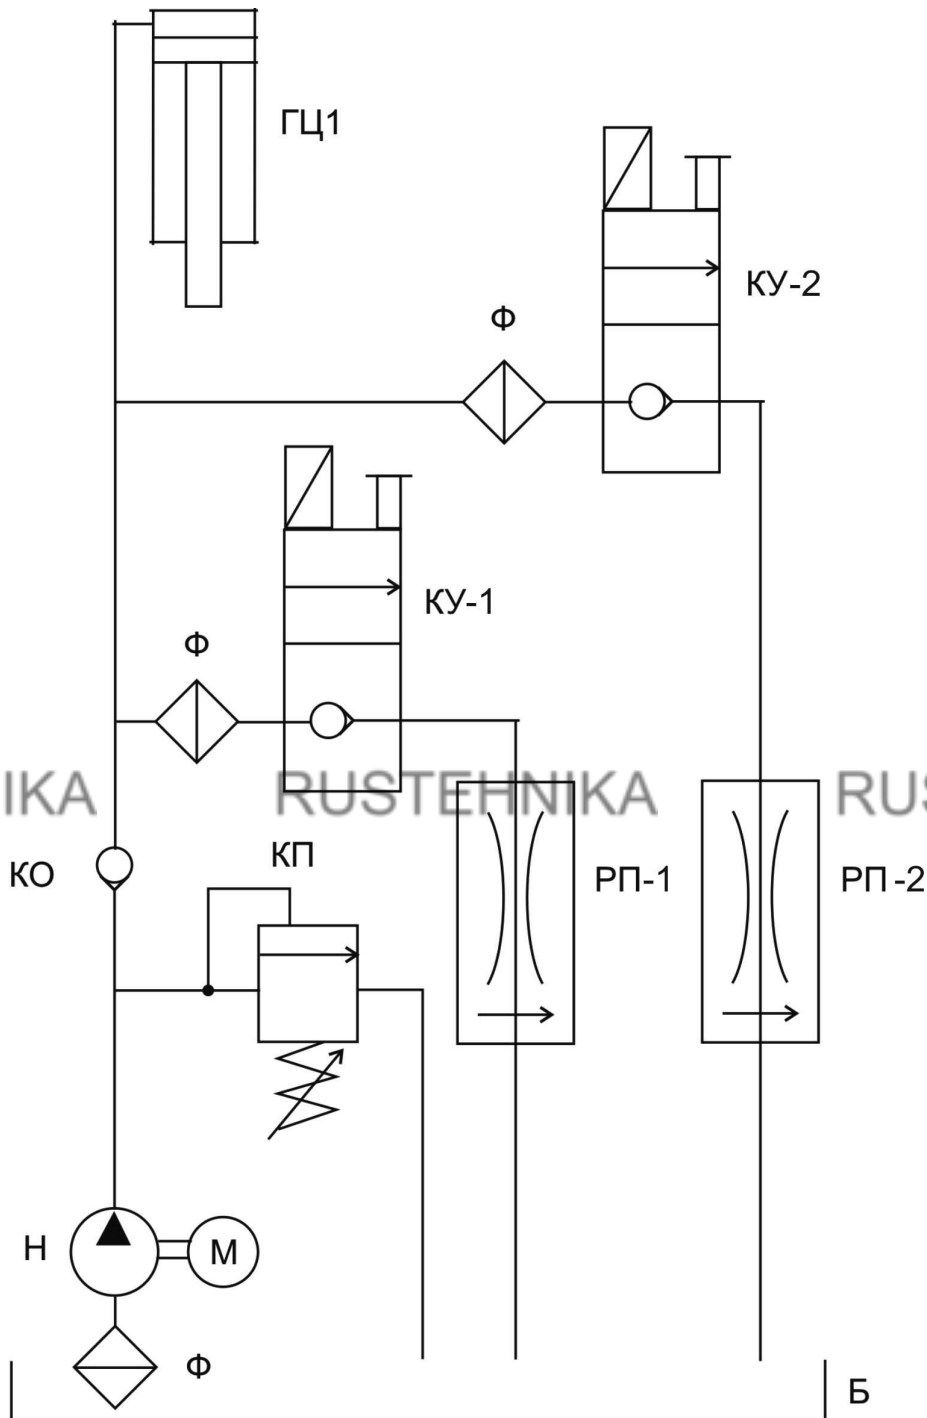 ГЦ1
КУ-2
Ф
КУ-1
Ф
IKA RUSTEHNIKA RUS
КО
КП
РП-1
РП -2
Н
М
Ф
Б